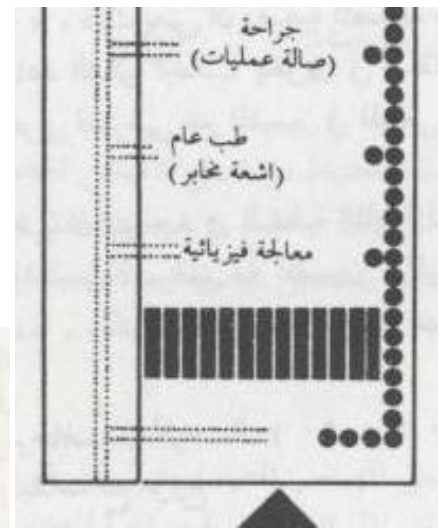 جراحة
(صالة عمليات)
طب عام
(اشعة مخابر)
معالجة فيزيائية